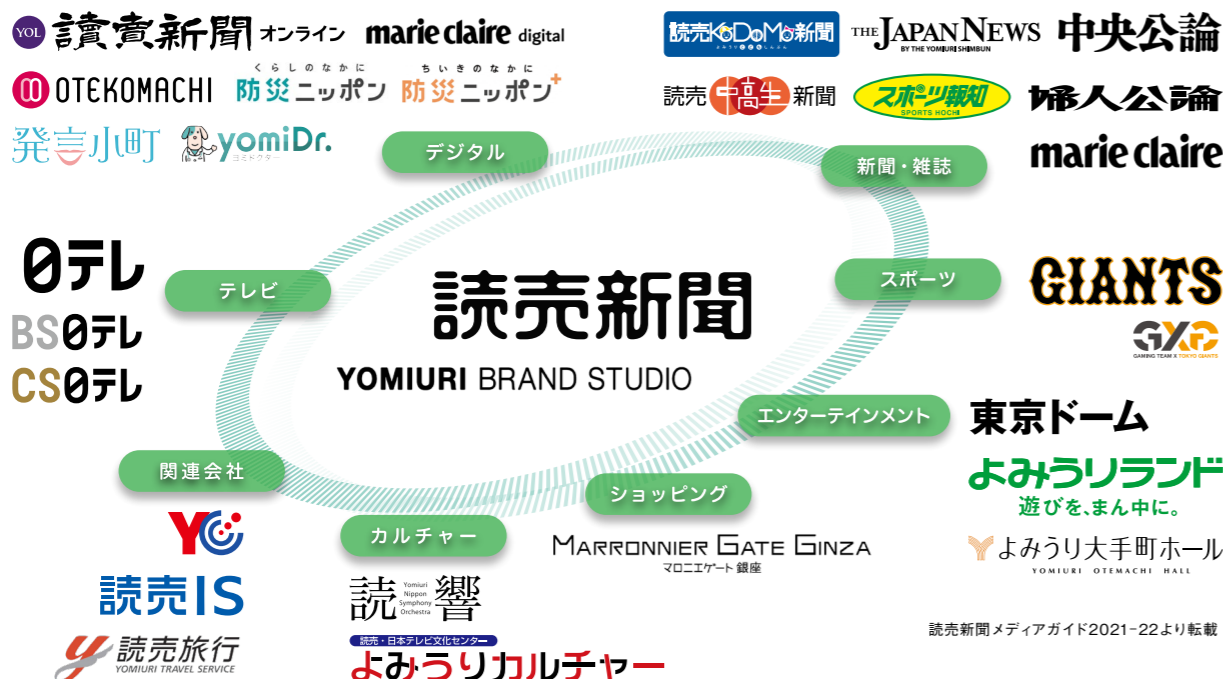 YOL 讀賣新聞 オンライン
marie claire digital
OTEKOMACHI
くらしのなかに
防災ニッポン
ちいきのなかに
防災ニッポン+
発言小町
yomiDr.
ヨミドクター
デジタル
読売KoDoMo新聞
よみうりこどもしんぶん
THE JAPAN NEWS
BY THE YOMIURI SHIMBUN
中央公論
読売中高生新聞
スポーツ報知
SPORTS HOCHI
婦人公論
marie claire
新聞・雑誌
日テレ
BS日テレ
CS日テレ
テレビ
読売新聞
YOMIURI BRAND STUDIO
スポーツ
GIANTS
GXG
GAMING TEAM X TOKYO GIANTS
エンターテインメント
東京ドーム
よみうりランド
遊びを、まん中に。
よみうり大手町ホール
YOMIURI OTEMACHI HALL
関連会社
YC
読売IS
読売旅行
YOMIURI TRAVEL SERVICE
カルチャー
読響
Yomiuri
Nippon
Symphony
Orchestra
読売・日本テレビ文化センター
よみうりカルチャー
ショッピング
MARRONNIER GATE GINZA
マロニエゲート銀座
読売新聞メディアガイド2021-22より転載